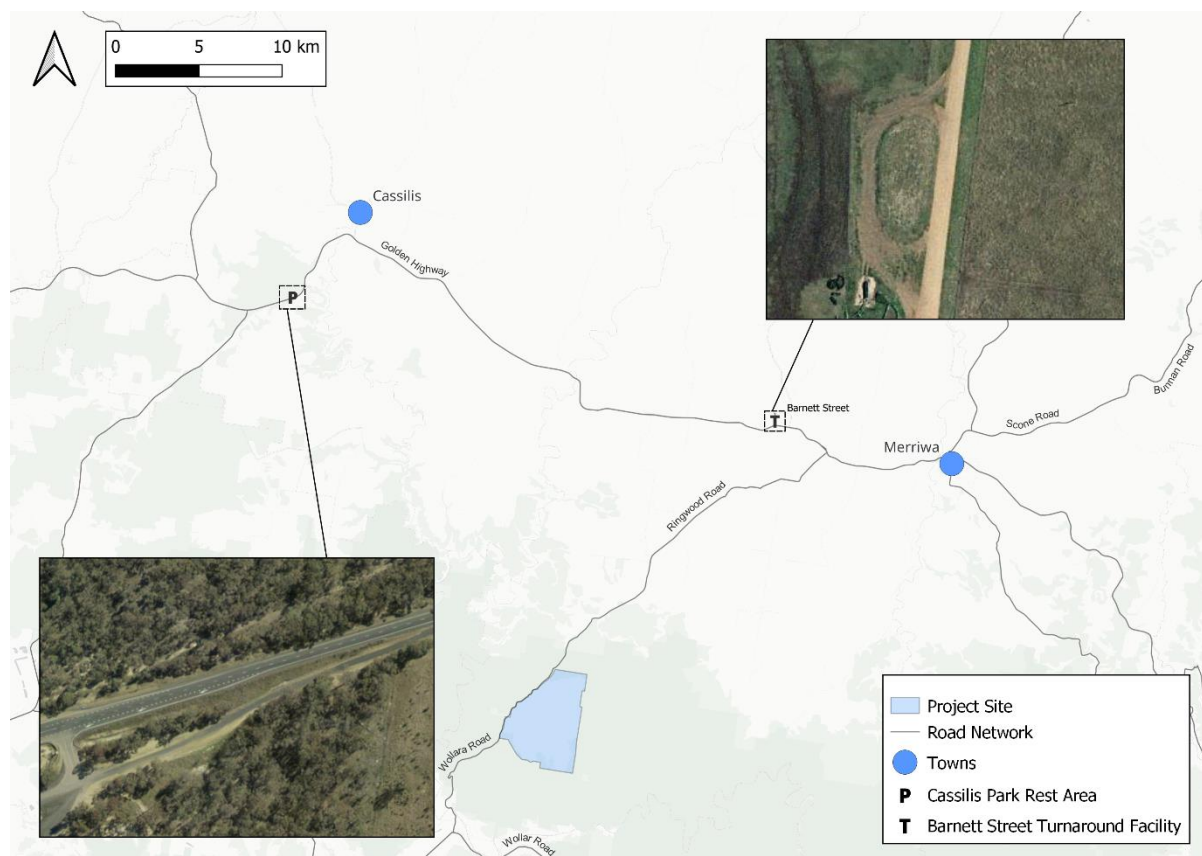 0 5 10 km
Cassilis
Golden Highway
P
T
Barnett Street
Bunnan Road
Scone Road
Merriwa
Ringwood Road
Wollara Road
Wollar Road
Project Site
Road Network
Towns
P Cassilis Park Rest Area
T Barnett Street Turnaround Facility